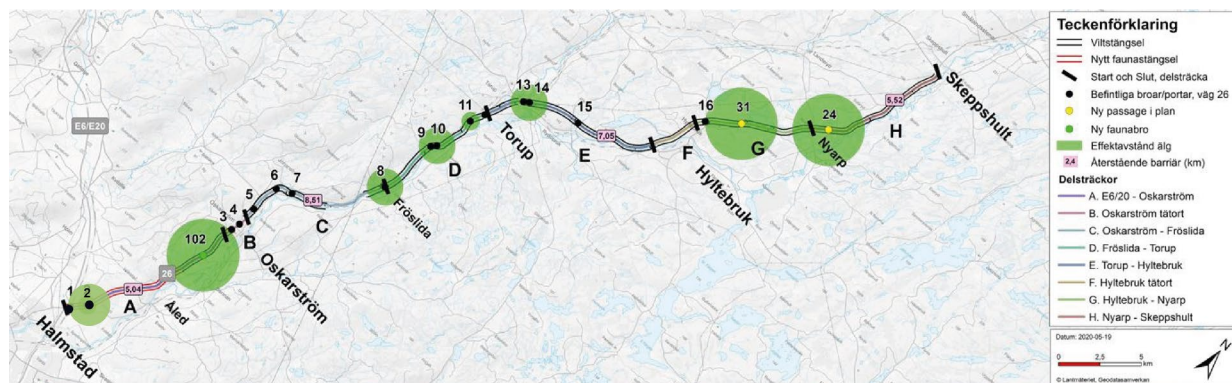 E6/E20
1
2
5,04
A
26
102
3
4
B
5
6
7
8,51
C
8
9
10
D
11
13
14
15
7,05
E
F
16
31
G
24
5,52
H
Halmstad
Åled
Oskarström
Fröslida
Torup
Hyltebruk
Nyarp
Skeppshult
Teckenförklaring
Viltstängsel
Nytt faunastängsel
Start och Slut, delsträcka
Befintliga broar/portar, väg 26
Ny passage i plan
Ny faunabro
Effektavstånd älg
2,4 Återstående barriär (km)
Delsträckor
A. E6/20 - Oskarström
B. Oskarström tätort
C. Oskarström - Fröslida
D. Fröslida - Torup
E. Torup - Hyltebruk
F. Hyltebruk tätort
G. Hyltebruk - Nyarp
H. Nyarp - Skeppshult
Datum: 2020-05-19
0 2,5 5
km
N
© Lantmäteriet, Geodatasamverkan